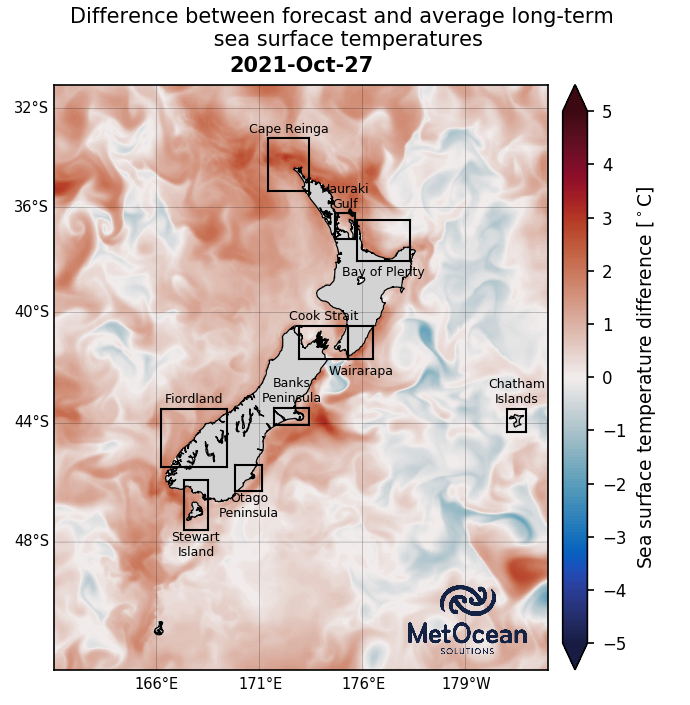 Difference between forecast and average long-term
sea surface temperatures
2021-Oct-27
32°S
36°S
40°S
44°S
48°S
Cape Reinga
Hauraki
Gulf
Bay of Plenty
Cook Strait
Wairarapa
Banks
Peninsula
Fiordland
Chatham
Islands
Otago
Peninsula
Stewart
Island
MetOcean
SOLUTIONS
166°E
171°E
176°E
179°W
5
4
3
2
1
0
−1
−2
−3
−4
−5
Sea surface temperature difference [°C]